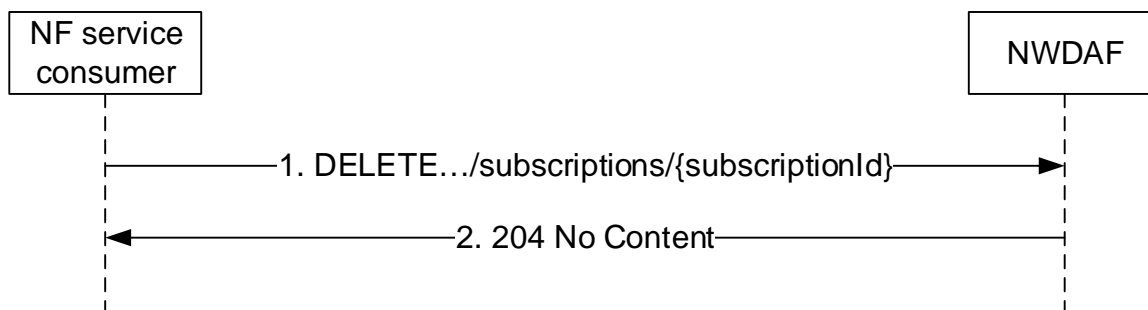 NF service
consumer
NWDAF
1. DELETE…/subscriptions/{subscriptionId}
2. 204 No Content